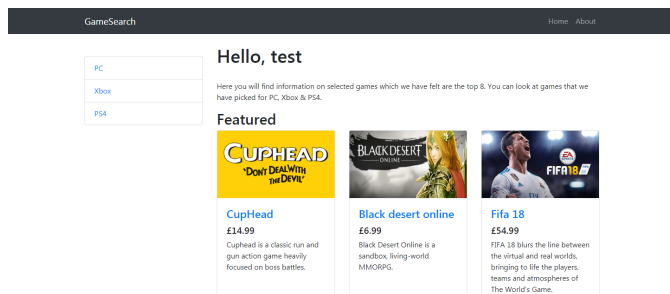 GameSearch
Home About
PC
Xbox
PS4
Hello, test
Here you will find information on selected games which we have felt are the top 8. You can look at games that we
have picked for PC, Xbox & PS4.
Featured
CUPHEAD
"DON'T DEAL WITH
THE DEVIL"
BLACK DESERT
ONLINE
EA SPORTS
FIFA 18
CupHead
£14.99
Cuphead is a classic run and
gun action game heavily
focused on boss battles.
Black desert online
£6.99
Black Desert Online is a
sandbox, living-world
MMORPG.
Fifa 18
£54.99
FIFA 18 blurs the line between
the virtual and real worlds,
bringing to life the players,
teams and atmospheres of
The World's Game.